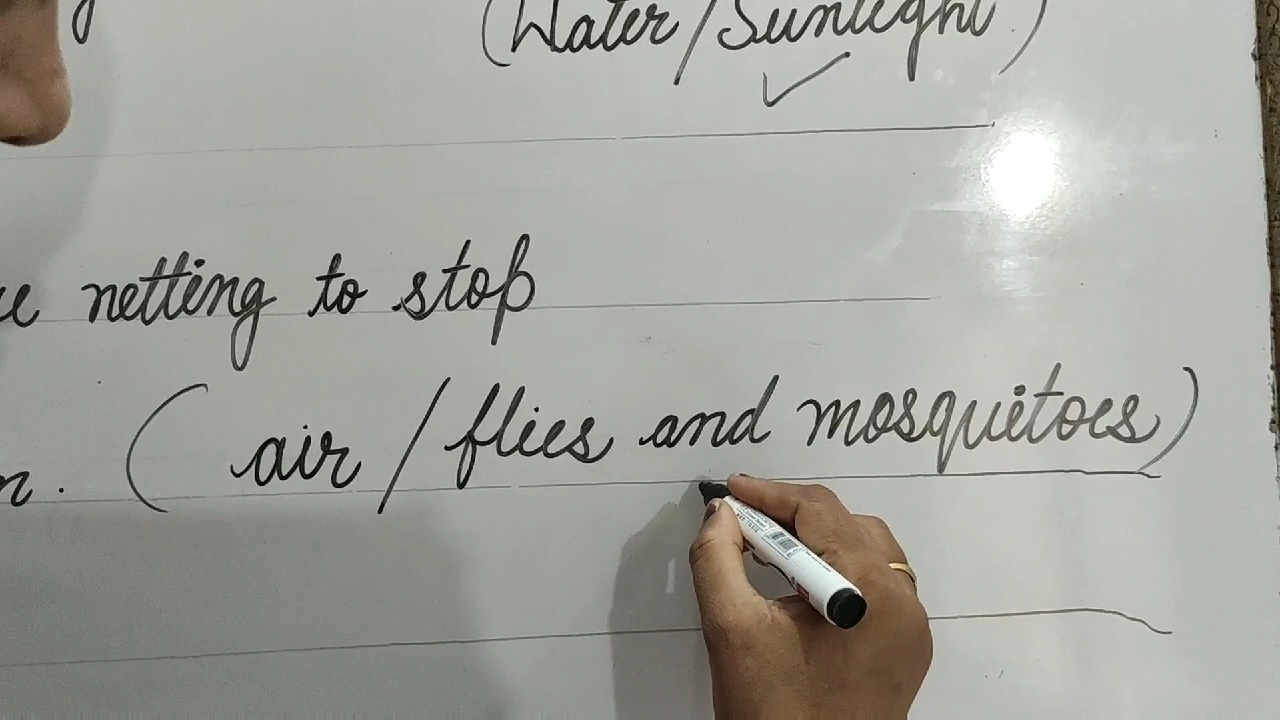 (Water/Sunlight)
netting to stop
(air/flies and mosquitoes)